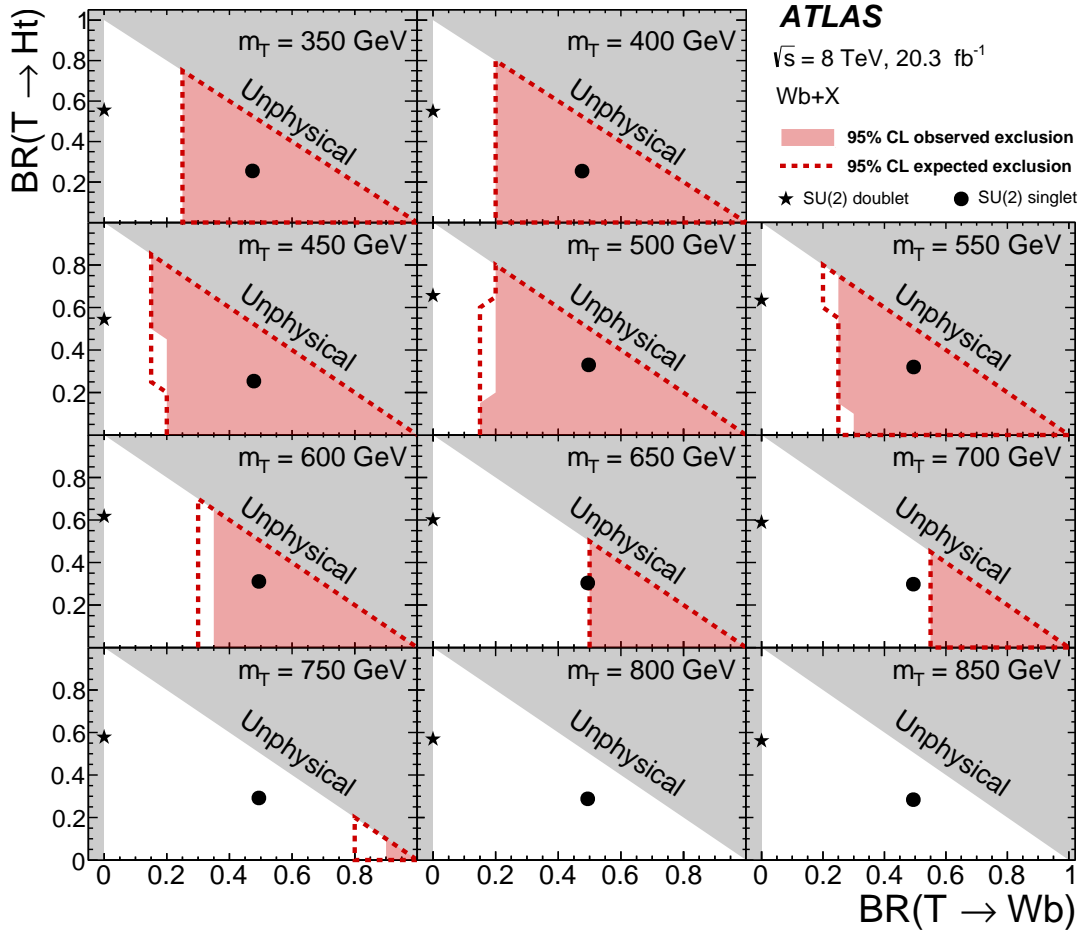 BR(T → Ht)
ATLAS
√s = 8 TeV, 20.3 fb⁻¹
Wb+X
95% CL observed exclusion
95% CL expected exclusion
★ SU(2) doublet ● SU(2) singlet
1
0.8
0.6
0.4
0.2
m_T = 350 GeV
Unphysical
m_T = 400 GeV
Unphysical
0.8
0.6
0.4
0.2
m_T = 450 GeV
Unphysical
m_T = 500 GeV
Unphysical
m_T = 550 GeV
Unphysical
0.8
0.6
0.4
0.2
m_T = 600 GeV
Unphysical
m_T = 650 GeV
Unphysical
m_T = 700 GeV
Unphysical
0.8
0.6
0.4
0.2
0
m_T = 750 GeV
Unphysical
m_T = 800 GeV
Unphysical
m_T = 850 GeV
Unphysical
0 0.2 0.4 0.6 0.8
0 0.2 0.4 0.6 0.8
0 0.2 0.4 0.6 0.8 1
BR(T → Wb)